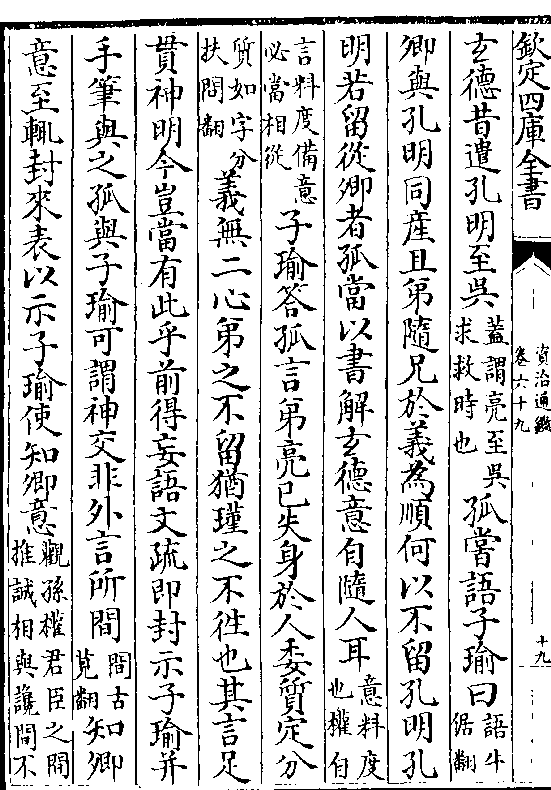 欽定四庫全書
資治通鑑
卷六十九
十九
玄德昔遣孔明至吳蓋謂亮至吳求救時也孤嘗語子瑜曰語牛倨翻
卿與孔明同産且弟隨兄於義為順何以不留孔明孔
明若留從卿者孤當以書解玄德意自隨人耳意料度也權自
言料度備意必當相從子瑜答孤言弟亮已失身於人委質定分
質如字分扶問翻義無二心弟之不留猶瑾之不徃也其言足
貫神明今豈當有此乎前得妄語文疏即封示子瑜并
手筆與之孤與子瑜可謂神交非外言所間間古莧翻知卿
意至輒封來表以示子瑜使知卿意觀孫權君臣之間推誠相與讒間不